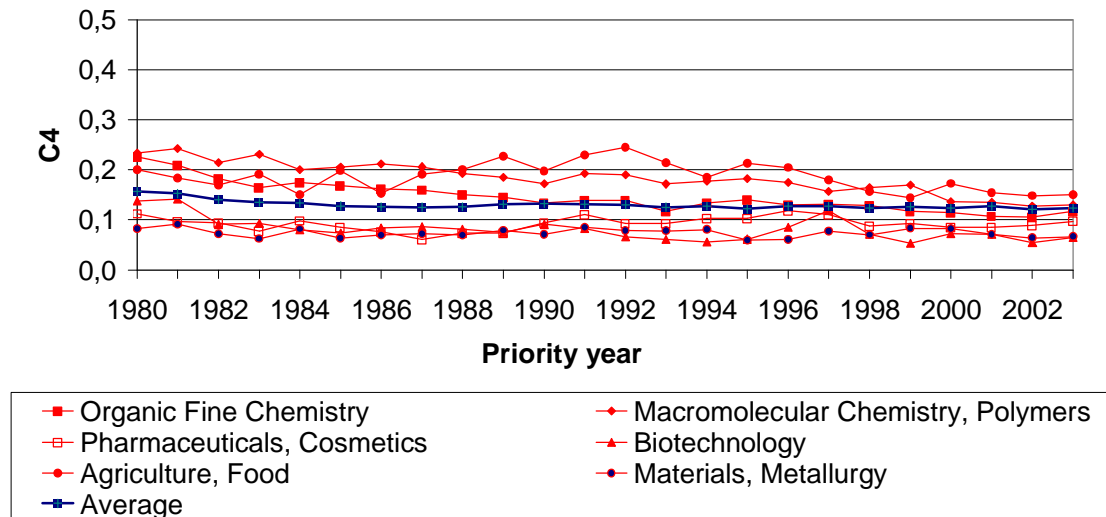 0,5
0,4
0,3
0,2
0,1
0,0
C4
1980 1982 1984 1986 1988 1990 1992 1994 1996 1998 2000 2002
Priority year
Organic Fine Chemistry
Macromolecular Chemistry, Polymers
Pharmaceuticals, Cosmetics
Biotechnology
Agriculture, Food
Materials, Metallurgy
Average